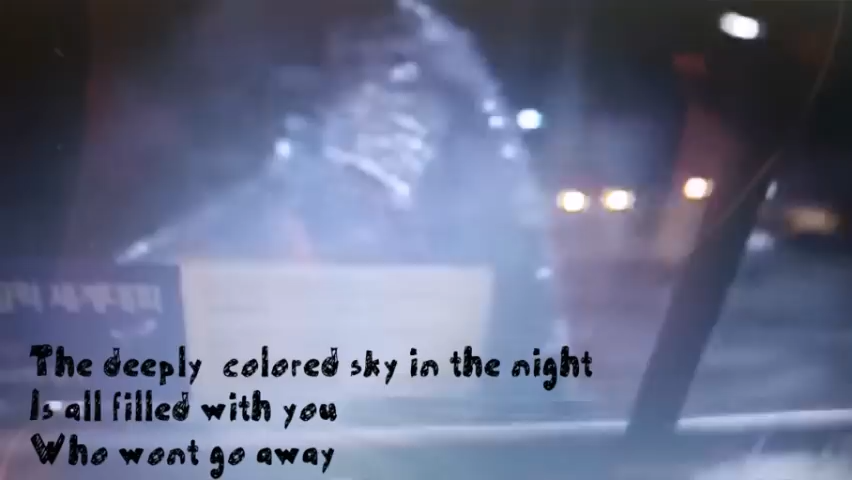 The deeply colored sky in the night
Is all filled with you
Who wont go away